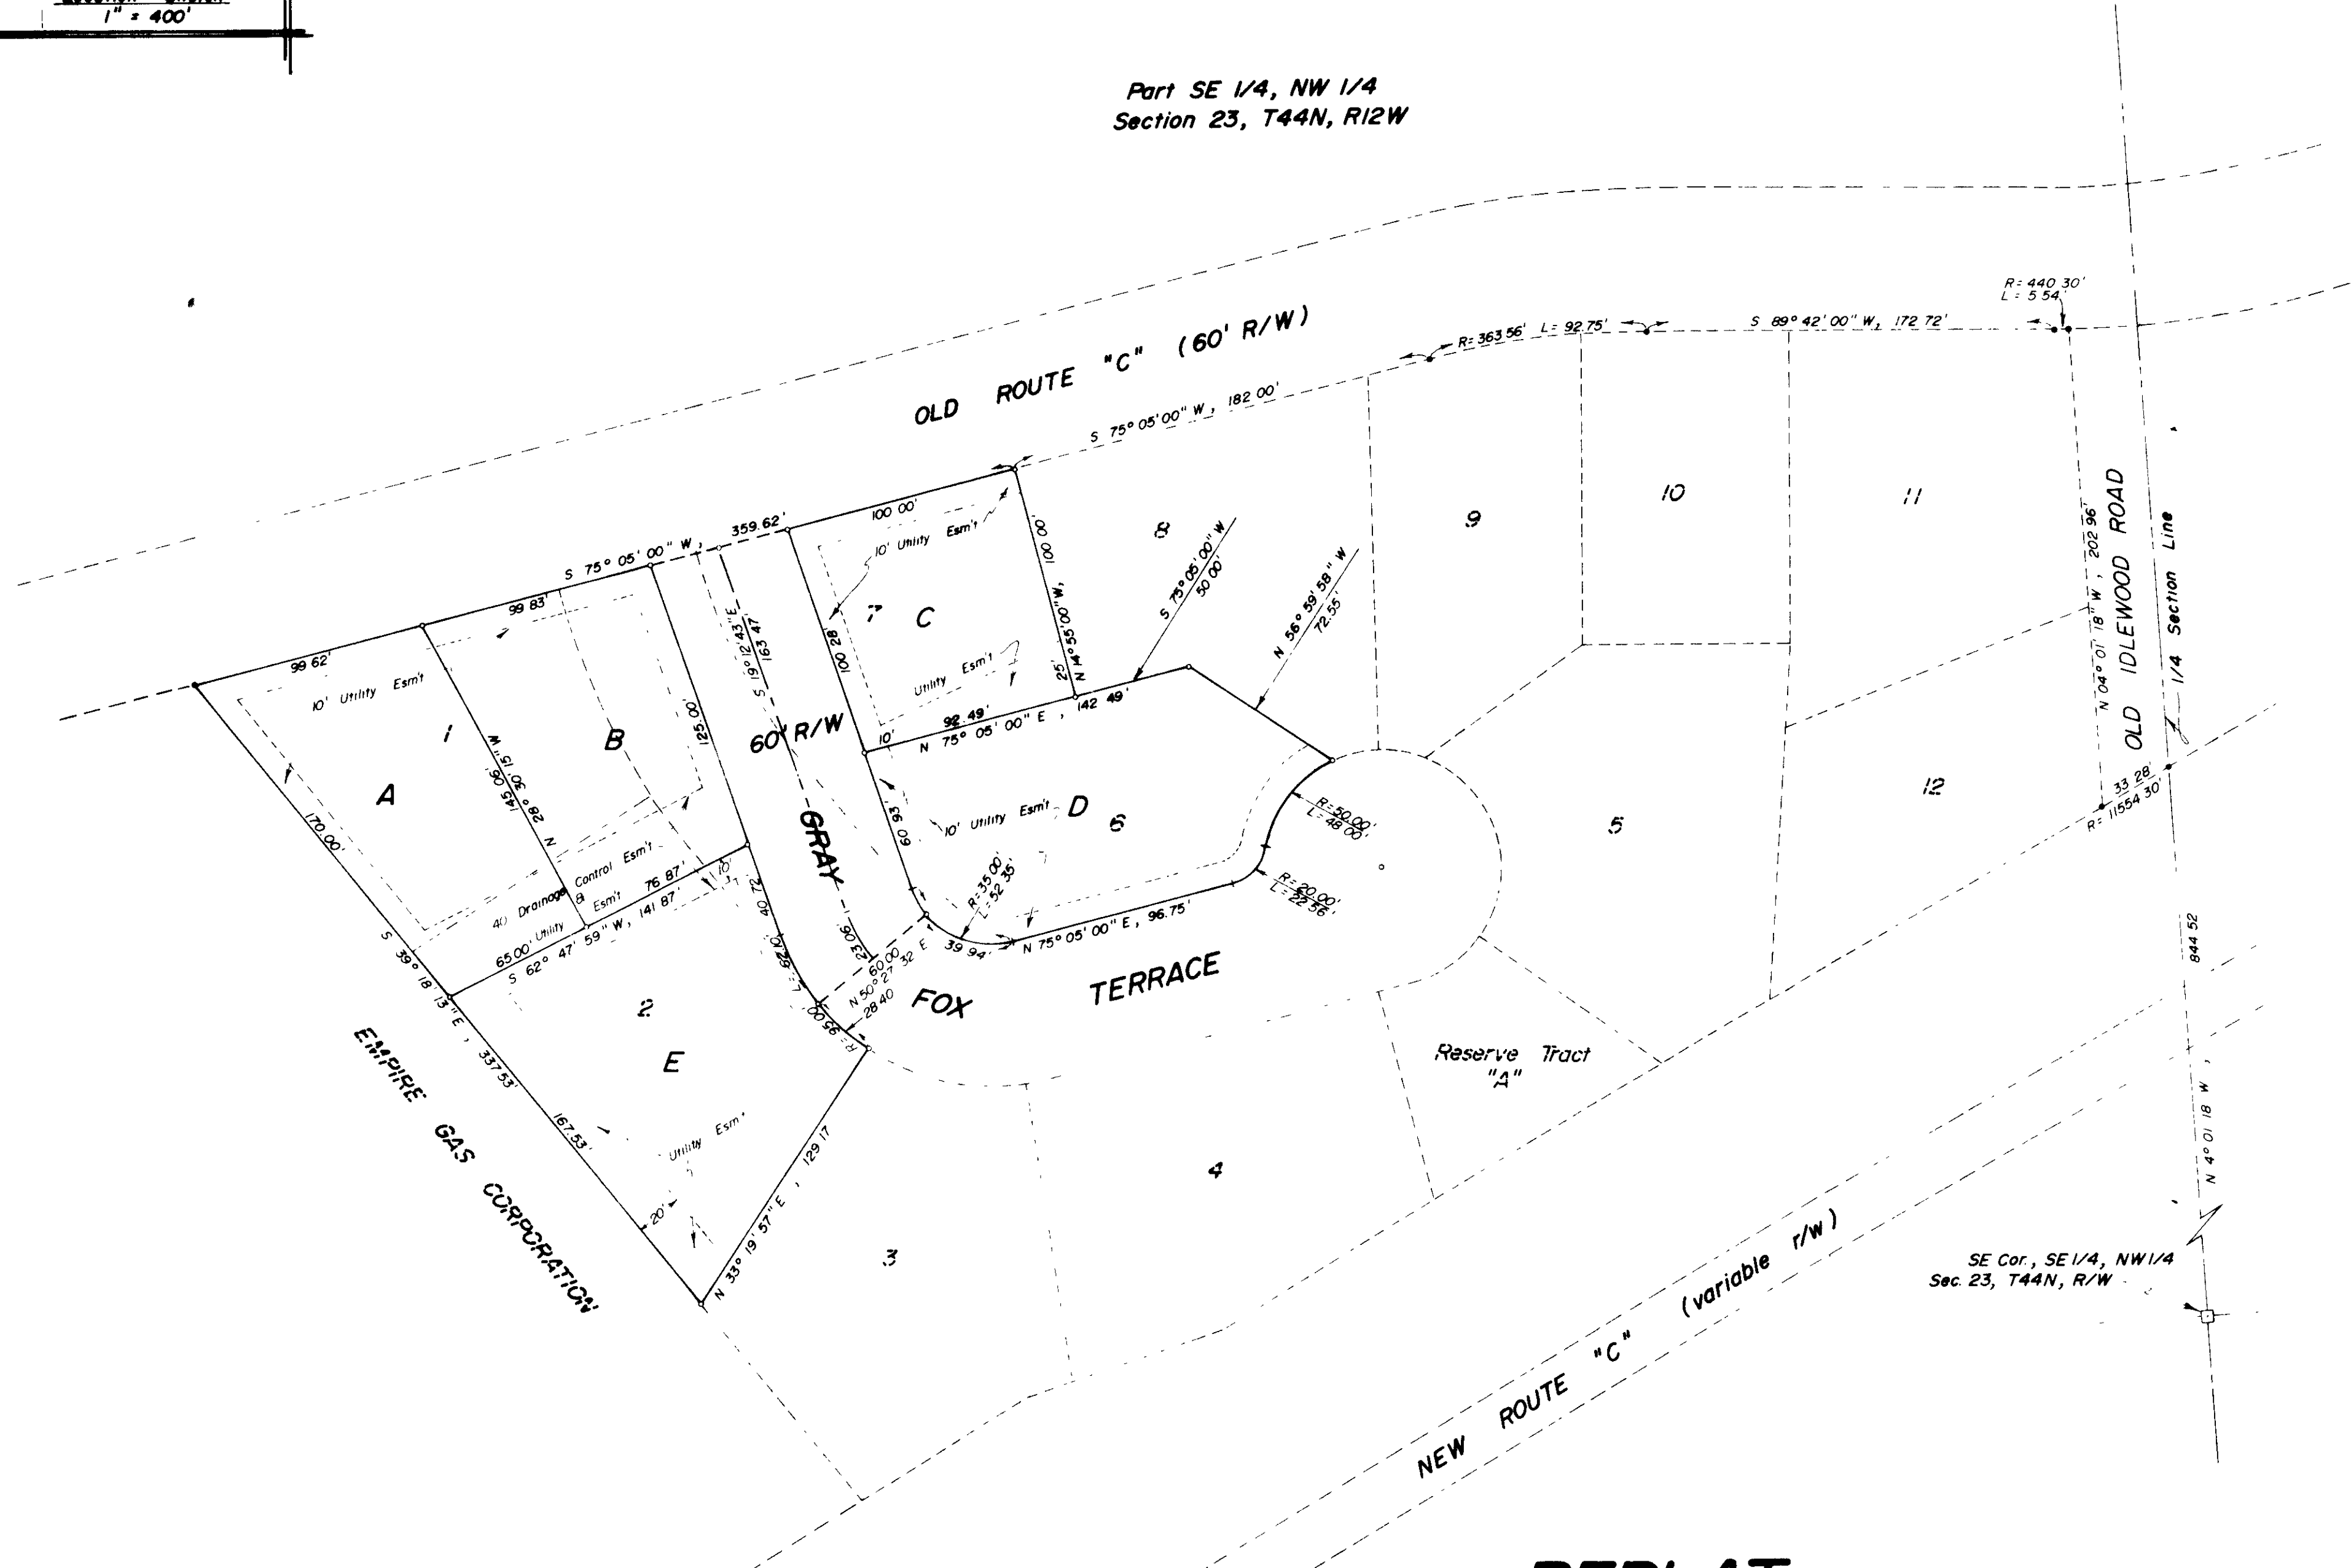 1" = 400'
Part SE 1/4, NW 1/4
Section 23, T44N, R12W
OLD ROUTE "C" (60' R/W)
R= 440 30'
L = 5 54'
S 89° 42' 00" W, 172 72'
R= 363 56' L= 92.75'
S 75° 05' 00" W, 182 00'
100 00'
359.62'
S 75° 05' 00" W,
99 83'
99 62'
10' Utility Esm't
10' Utility Esm't
Utility Esm't
10' Utility Esm't
1
A
B
7
C
8
9
10
11
100 00'
N 14° 55' 00" W,
25'
S 75° 05' 00" W
50 00'
N 56° 59' 58" W
72.55'
100 28'
S 19° 12' 43" E
163 47'
125.00'
N 28° 30' 15" W
145 06'
170.00'
60' R/W
10'
92.49'
N 75° 05' 00" E , 142 49'
60 93'
D
6
5
12
R=50.00'
L=48 00'
R=20.00'
L=22 56'
R=35.00'
L=52 35'
39 94'
N 75° 05' 00" E, 96.75'
GRAY
FOX
TERRACE
23 06'
60.00
N 50° 27' 32 E
28.40
R= 95 00'
40 72
10'
40 Drainage Control Esm't
&
Utility Esm't
76 87'
65.00'
S 62° 47' 59" W, 141 87'
S 39° 18' 13" E , 337.53'
167.53'
2
E
Utility Esm'
20'
N 33° 19' 57" E , 129 17
EMPIRE GAS CORPORATION
3
4
Reserve Tract
"A"
N 04° 01' 18" W, 202 96'
OLD IDLEWOOD ROAD
1/4 Section Line
33 28'
R= 11554 30'
844 52
N 4° 01 18 W ,
SE Cor., SE 1/4, NW 1/4
Sec. 23, T44N, R/W
NEW ROUTE "C" (variable r/w)
REPLAT